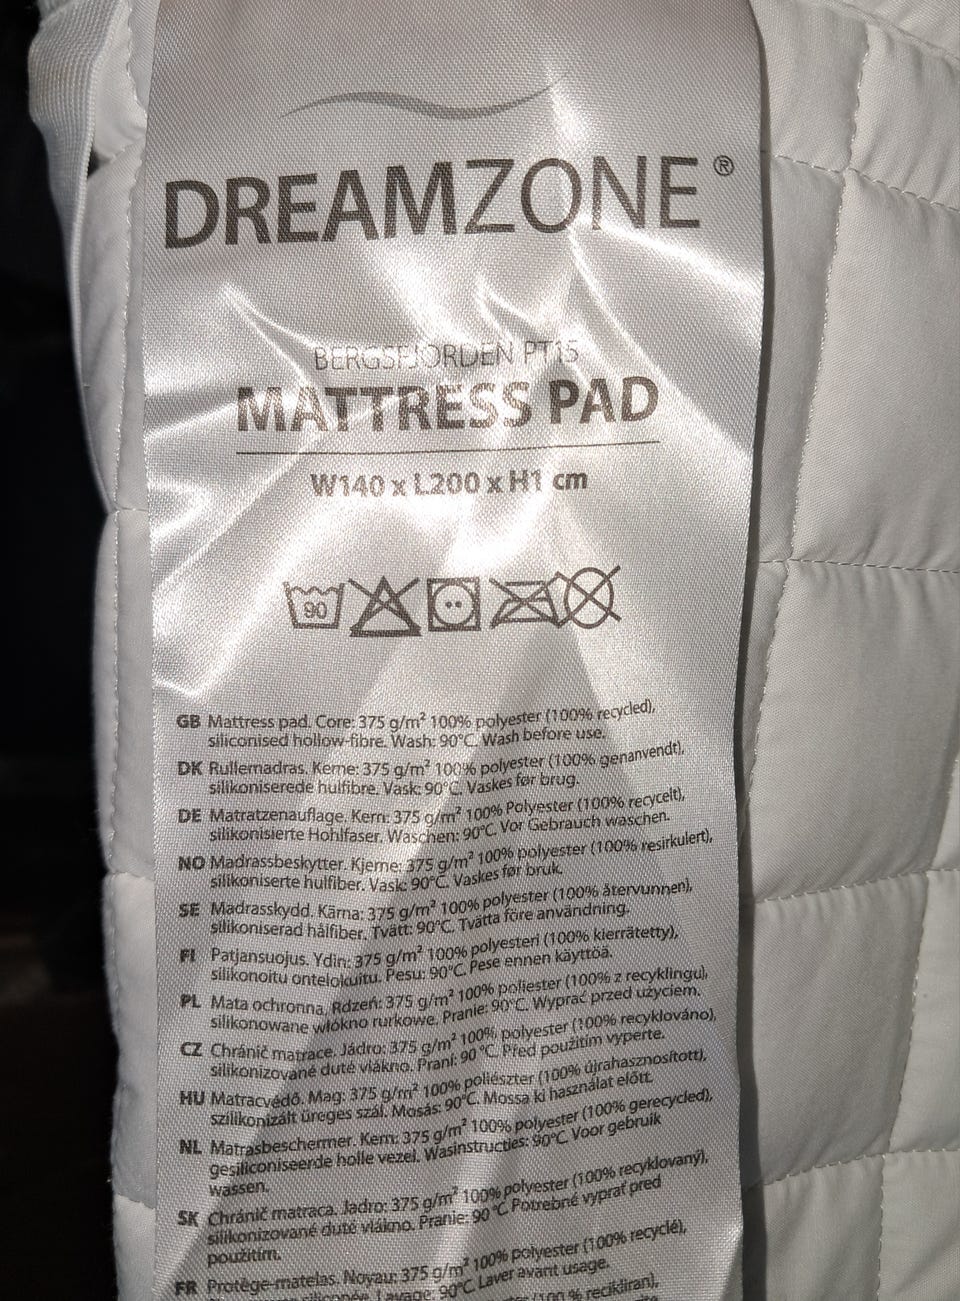 DREAMZONE®
BERGSFJORDEN PT15
MATTRESS PAD
W140 x L200 x H1 cm
90
GB Mattress pad. Core: 375 g/m² 100% polyester (100% recycled),
siliconised hollow-fibre. Wash: 90°C. Wash before use.
DK Rullemadras. Kerne: 375 g/m² 100% polyester (100% genanvendt),
silikoniserede hulfibre. Vask: 90°C. Vaskes før brug.
DE Matratzenauflage. Kern: 375 g/m² 100% Polyester (100% recycelt),
silikonisierte Hohlfaser. Waschen: 90°C. Vor Gebrauch waschen.
NO Madrassbeskytter. Kjerne: 375 g/m² 100% polyester (100% resirkulert),
silikoniserte hulfiber. Vask: 90°C. Vaskes før bruk.
SE Madrasskydd. Kärna: 375 g/m² 100% polyester (100% återvunnen),
silikoniserad hålfiber. Tvätt: 90°C. Tvätta före användning.
FI Patjansuojus. Ydin: 375 g/m² 100% polyesteri (100% kierrätetty),
silikonoitu ontelokuitu. Pesu: 90°C. Pese ennen käyttöä.
PL Mata ochronna. Rdzeń: 375 g/m² 100% poliester (100% z recyklingu),
silikonowane włókno rurkowe. Pranie: 90°C. Wyprać przed użyciem.
CZ Chránič matrace. Jádro: 375 g/m² 100% polyester (100% recyklováno),
silikonizované duté vlákno. Praní: 90 °C. Před použitím vyperte.
HU Matracvédő. Mag: 375 g/m² 100% poliészter (100% újrahasznosított),
szilikonizált üreges szál. Mosás: 90°C. Mossa ki használat előtt.
NL Matrasbeschermer. Kern: 375 g/m² 100% polyester (100% gerecycled),
gesiliconiseerde holle vezel. Wasinstructies: 90°C. Voor gebruik
wassen.
SK Chránič matraca. Jadro: 375 g/m² 100% polyester (100% recyklovaný),
silikonizované duté vlákno. Pranie: 90 °C. Potrebné vyprať pred
použitím.
FR Protège-matelas. Noyau: 375 g/m² 100% polyester (100% recyclé),
siliconée. Lavage: 90°C. Laver avant usage.
(100 % recikliran),